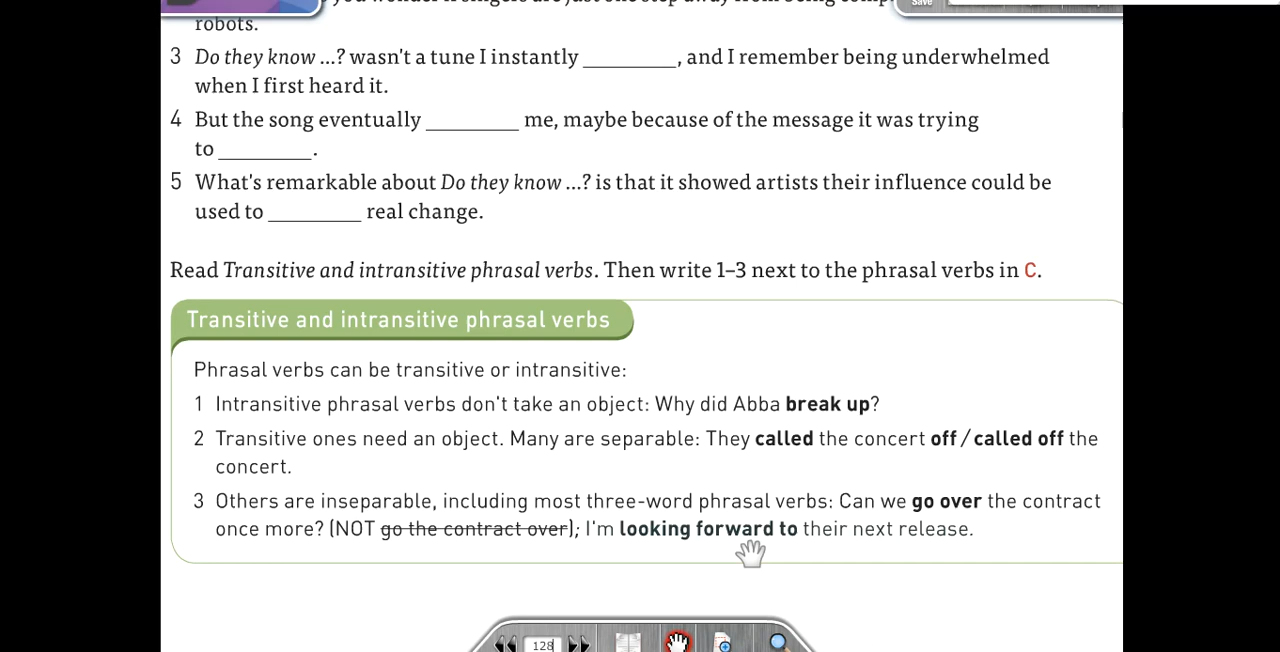 robots.
Save
3 Do they know ...? wasn't a tune I instantly ________, and I remember being underwhelmed
when I first heard it.
4 But the song eventually ________ me, maybe because of the message it was trying
to ________.
5 What's remarkable about Do they know ...? is that it showed artists their influence could be
used to ________ real change.
Read Transitive and intransitive phrasal verbs. Then write 1–3 next to the phrasal verbs in C.
Transitive and intransitive phrasal verbs
Phrasal verbs can be transitive or intransitive:
1 Intransitive phrasal verbs don't take an object: Why did Abba break up?
2 Transitive ones need an object. Many are separable: They called the concert off/called off the
concert.
3 Others are inseparable, including most three-word phrasal verbs: Can we go over the contract
once more? (NOT go the contract over); I'm looking forward to their next release.
128